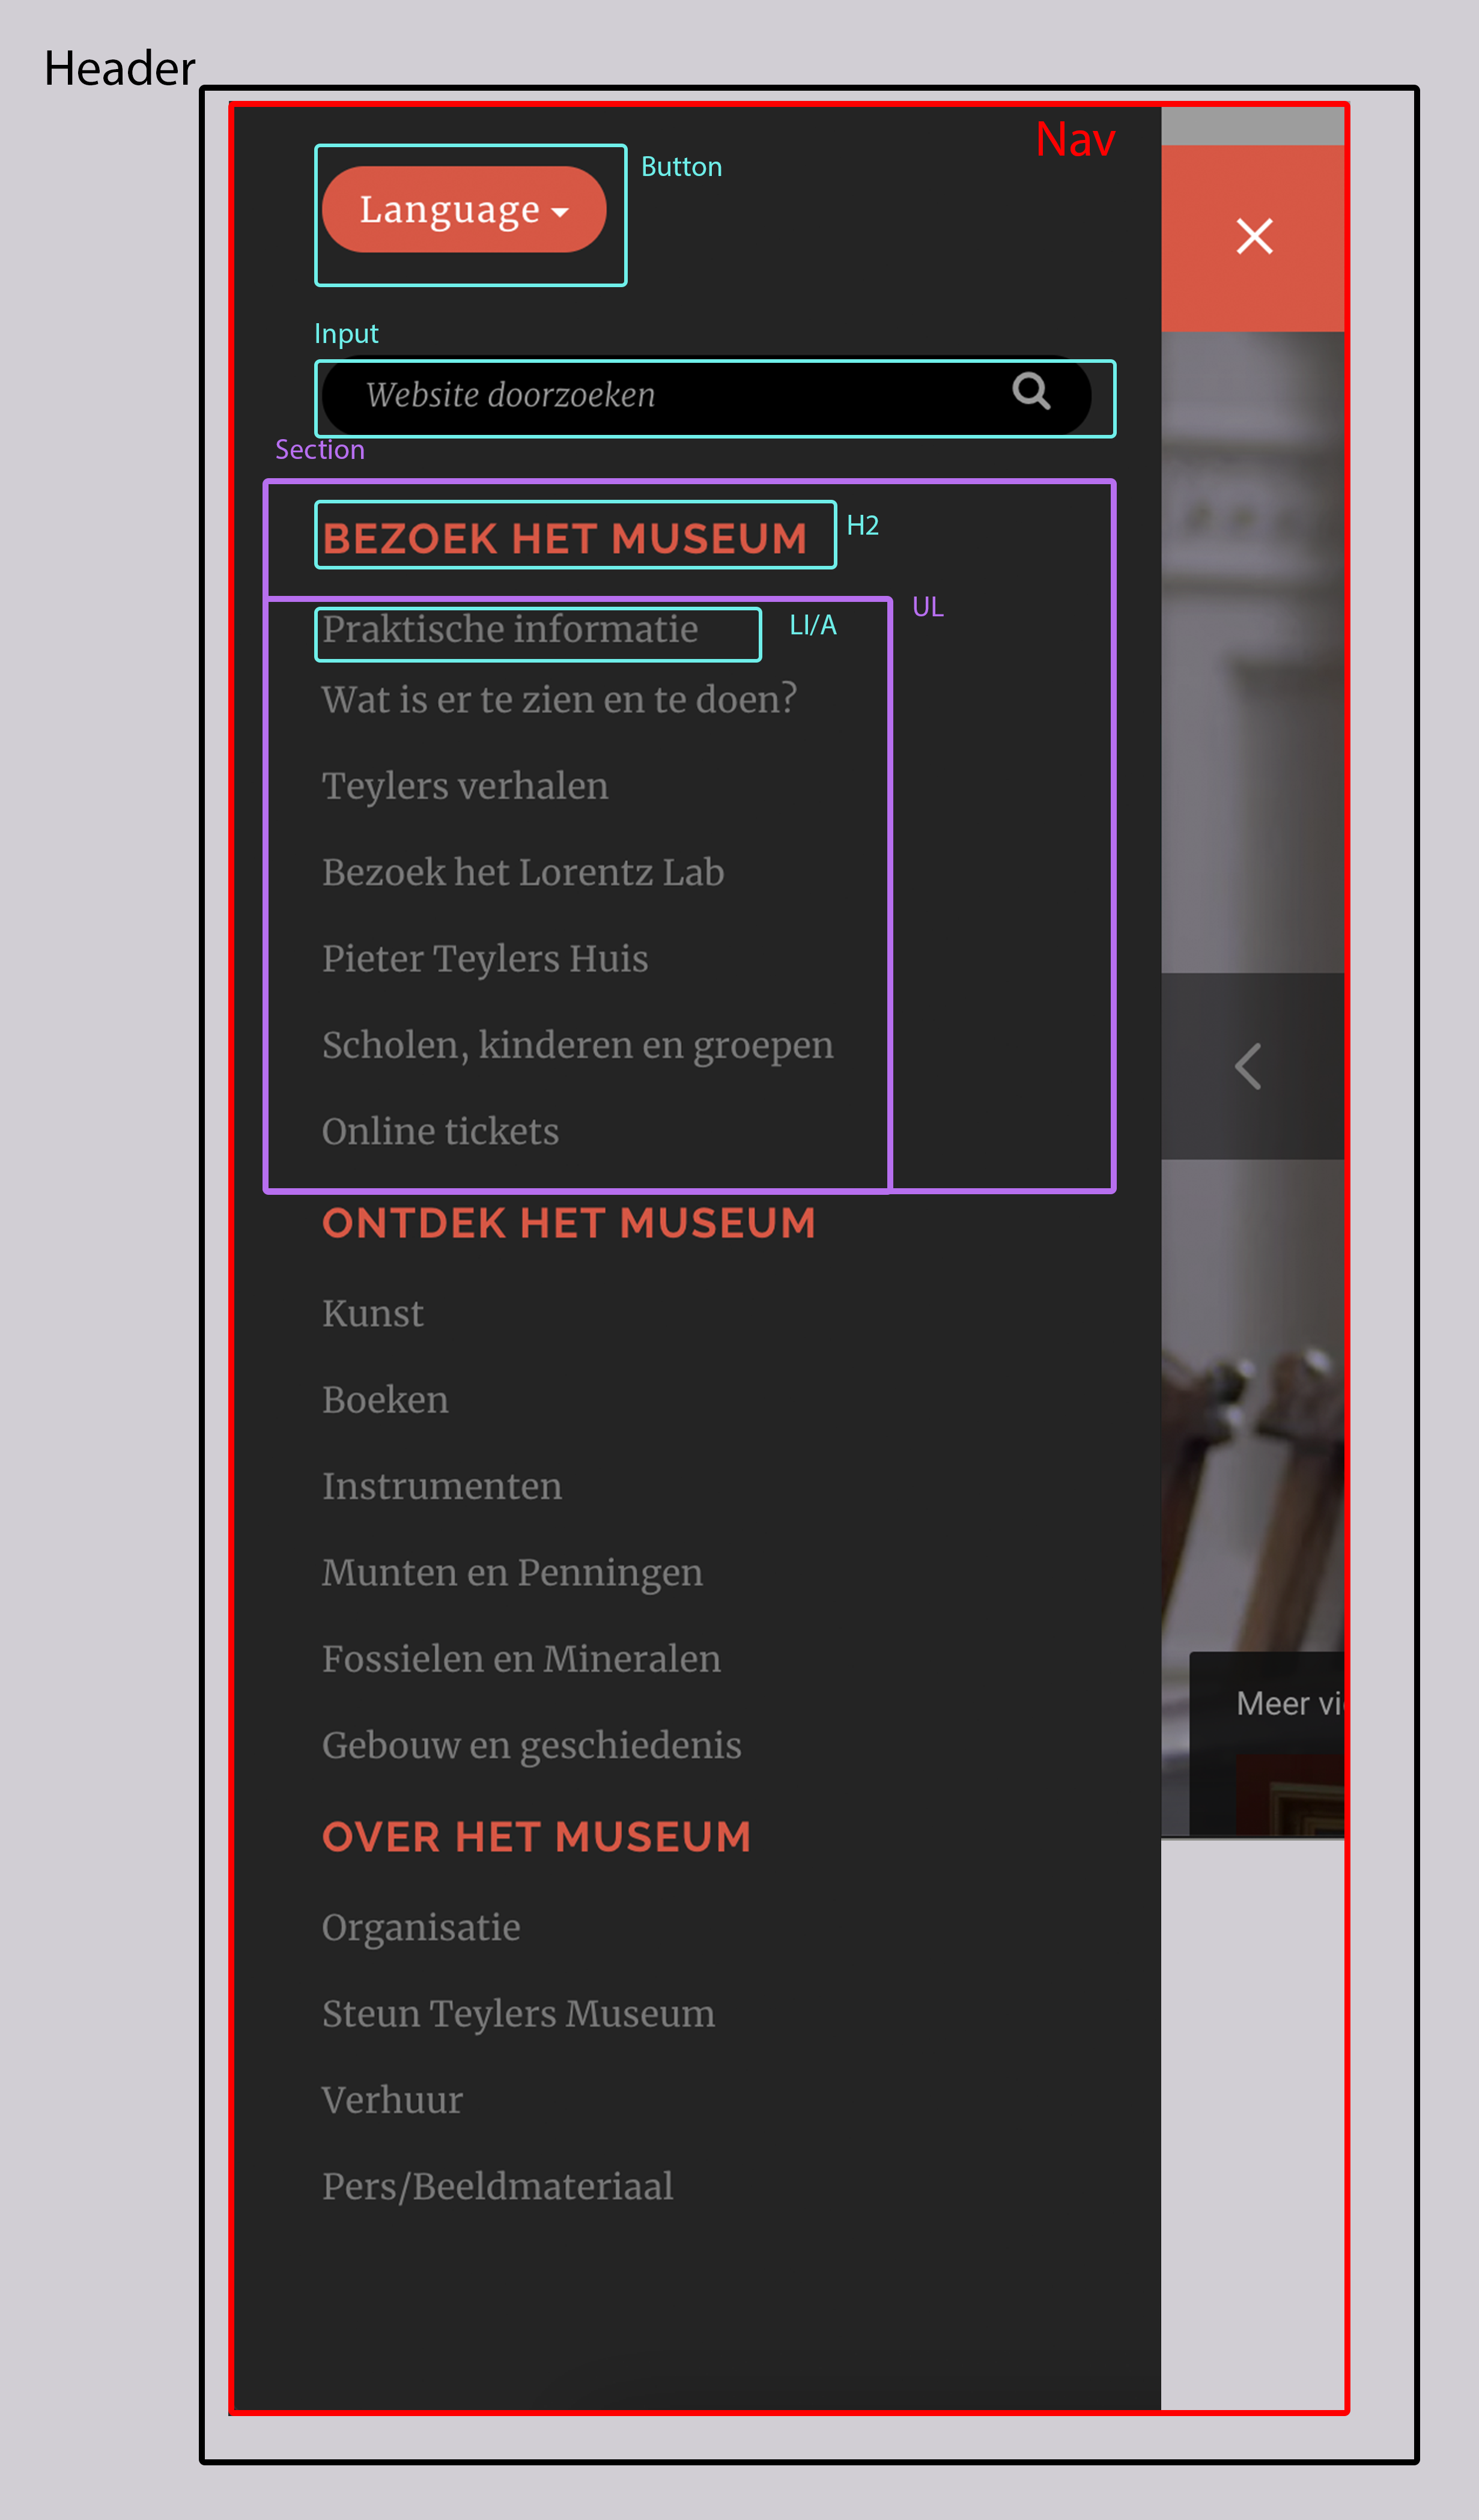 Header
Nav
Language
Button
Input
Website doorzoeken
Section
BEZOEK HET MUSEUM
H2
UL
Praktische informatie
LI/A
Wat is er te zien en te doen?
Teylers verhalen
Bezoek het Lorentz Lab
Pieter Teylers Huis
Scholen, kinderen en groepen
Online tickets
ONTDEK HET MUSEUM
Kunst
Boeken
Instrumenten
Munten en Penningen
Fossielen en Mineralen
Meer vi
Gebouw en geschiedenis
OVER HET MUSEUM
Organisatie
Steun Teylers Museum
Verhuur
Pers/Beeldmateriaal